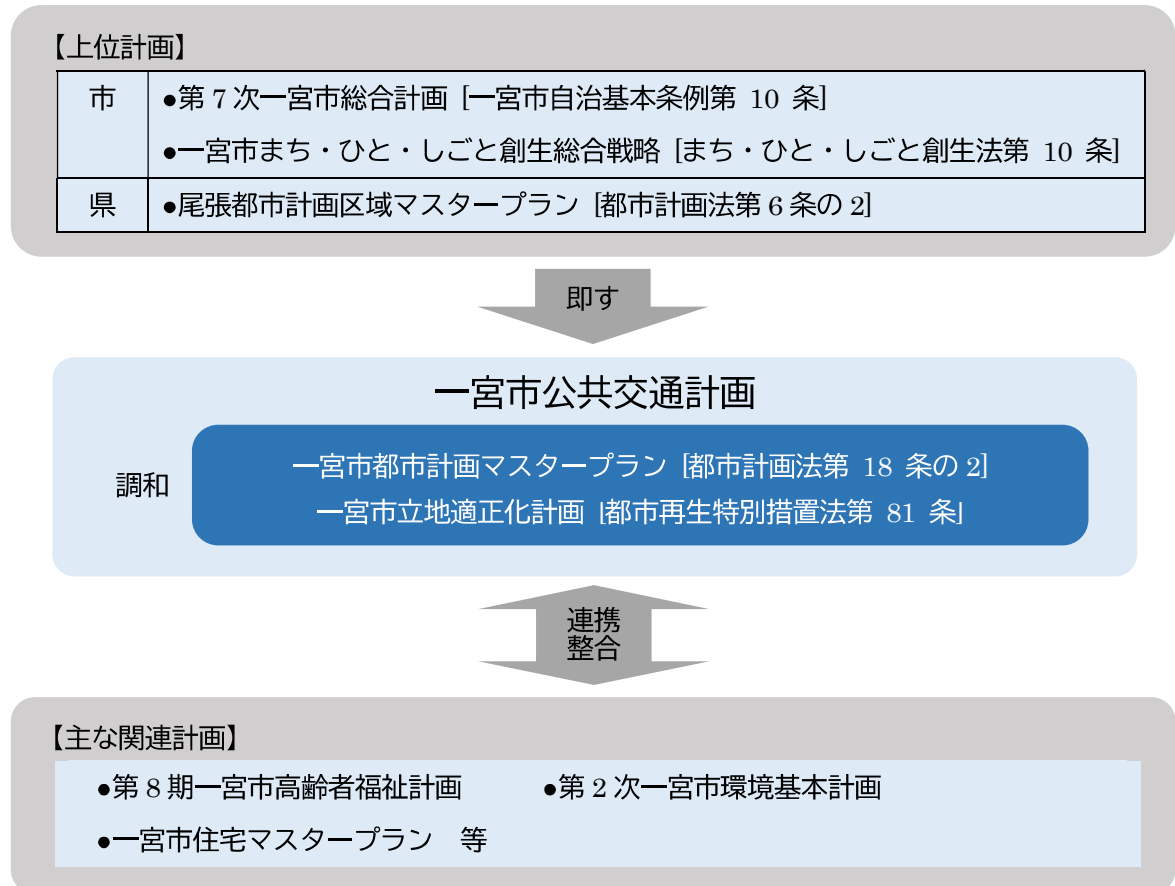 【上位計画】
市
●第7次一宮市総合計画 [一宮市自治基本条例第 10 条]
●一宮市まち・ひと・しごと創生総合戦略 [まち・ひと・しごと創生法第 10 条]
県
●尾張都市計画区域マスタープラン [都市計画法第6条の2]
即す
一宮市公共交通計画
調和
一宮市都市計画マスタープラン [都市計画法第 18 条の2]
一宮市立地適正化計画 [都市再生特別措置法第 81 条]
連携
整合
【主な関連計画】
●第8期一宮市高齢者福祉計画 ●第2次一宮市環境基本計画
●一宮市住宅マスタープラン 等